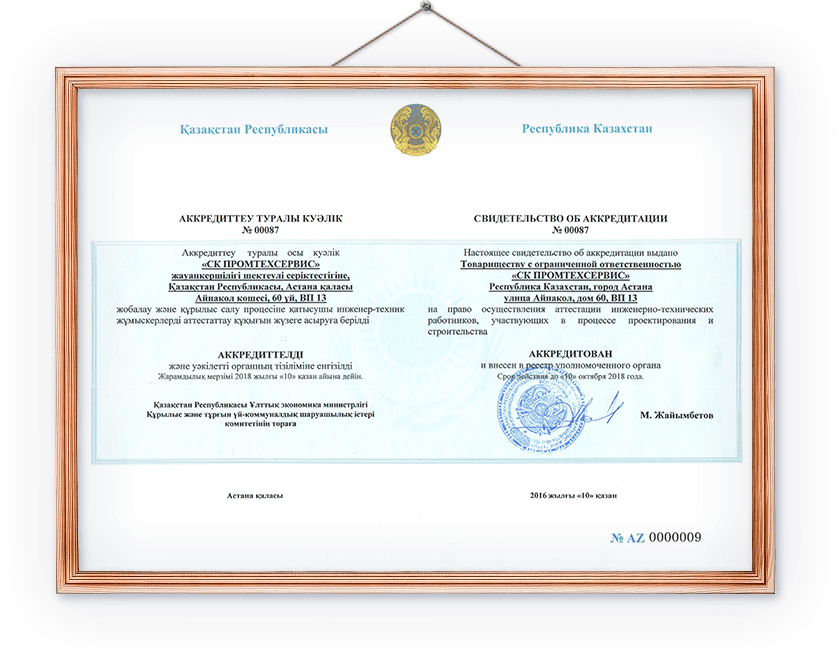 Қазақстан Республикасы
Республика Казахстан
АККРЕДИТТЕУ ТУРАЛЫ КУӘЛІК
№ 00087
Аккредиттеу туралы осы куәлік
«СК ПРОМТЕХСЕРВИС»
жауапкершілігі шектеулі серіктестігіне,
Қазақстан Республикасы, Астана қаласы
Айнакол көшесі, 60 үй, ВП 13
жобалау және құрылыс салу процесіне қатысушы инженер-техник
жұмыскерлерді аттестаттау құқығын жүзеге асыруға берілді
АККРЕДИТТЕЛДІ
және уәкілетті органның тізіліміне енгізілді
Жарамдылық мерзімі 2018 жылғы «10» қазан айына дейін.
Қазақстан Республикасы Ұлттық экономика министрлігі
Құрылыс және тұрғын үй-коммуналдық шаруашылық істері
комитетінің төраға
Астана қаласы
СВИДЕТЕЛЬСТВО ОБ АККРЕДИТАЦИИ
№ 00087
Настоящее свидетельство об аккредитации выдано
Товариществу с ограниченной ответственностью
«СК ПРОМТЕХСЕРВИС»
Республика Казахстан, город Астана
улица Айнакол, дом 60, ВП 13
на право осуществления аттестации инженерно-технических
работников, участвующих в процессе проектирования и
строительства
АККРЕДИТОВАН
и внесен в реестр уполномоченного органа
Срок действия до «10» октября 2018 года.
М. Жайымбетов
2016 жылғы «10» қазан
№ AZ 0000009